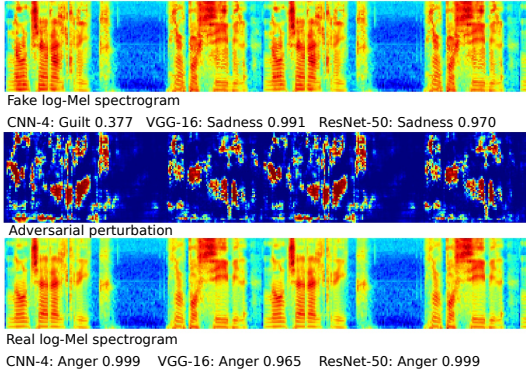 Fake log-Mel spectrogram
CNN-4: Guilt 0.377 VGG-16: Sadness 0.991 ResNet-50: Sadness 0.970
Adversarial perturbation
Real log-Mel spectrogram
CNN-4: Anger 0.999 VGG-16: Anger 0.965 ResNet-50: Anger 0.999